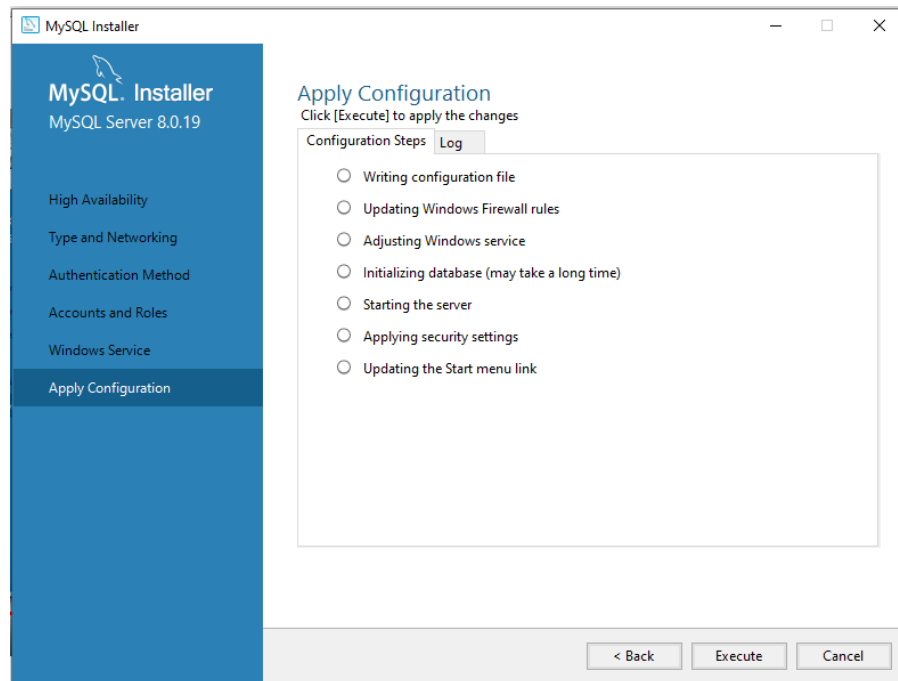 MySQL Installer
MySQL. Installer
MySQL Server 8.0.19
High Availability
Type and Networking
Authentication Method
Accounts and Roles
Windows Service
Apply Configuration
Apply Configuration
Click [Execute] to apply the changes
Configuration Steps Log
Writing configuration file
Updating Windows Firewall rules
Adjusting Windows service
Initializing database (may take a long time)
Starting the server
Applying security settings
Updating the Start menu link
< Back Execute Cancel